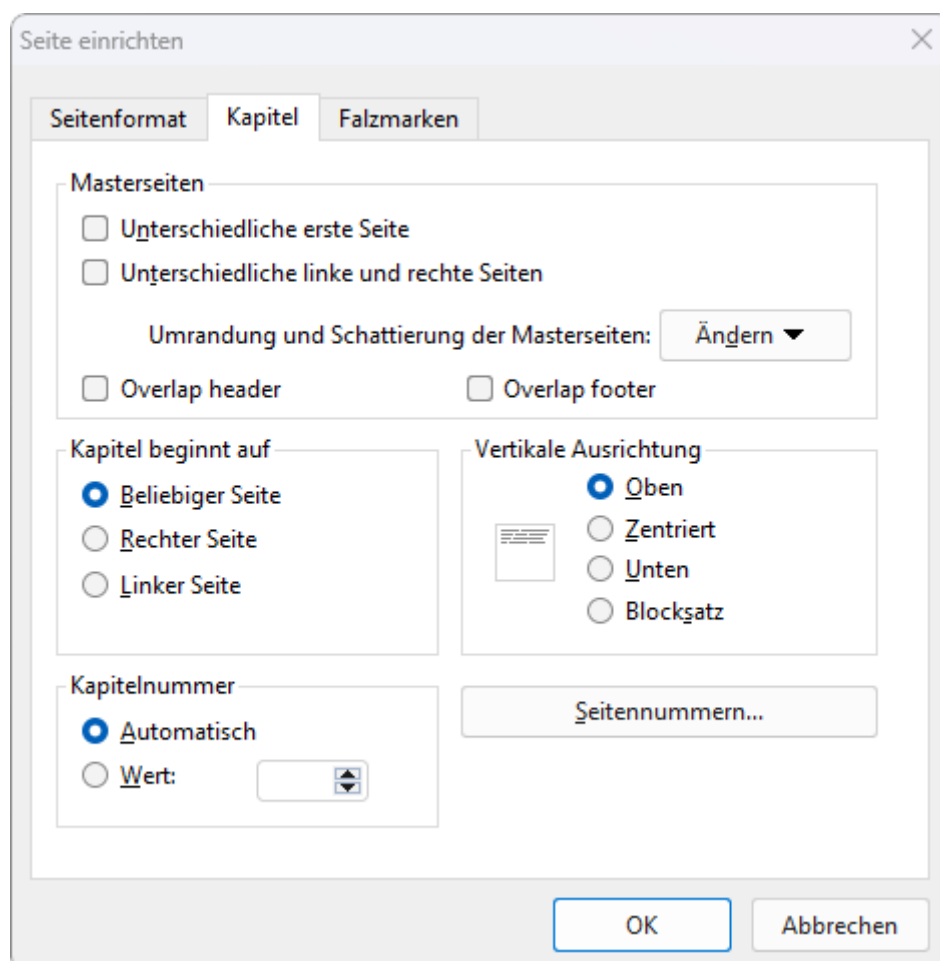 Seite einrichten
Seitenformat Kapitel Falzmarken
Masterseiten
Unterschiedliche erste Seite
Unterschiedliche linke und rechte Seiten
Umrandung und Schattierung der Masterseiten: Ändern
Overlap header Overlap footer
Kapitel beginnt auf
Beliebiger Seite
Rechter Seite
Linker Seite
Vertikale Ausrichtung
Oben
Zentriert
Unten
Blocksatz
Kapitelnummer
Automatisch
Wert:
Seitennummern...
OK Abbrechen